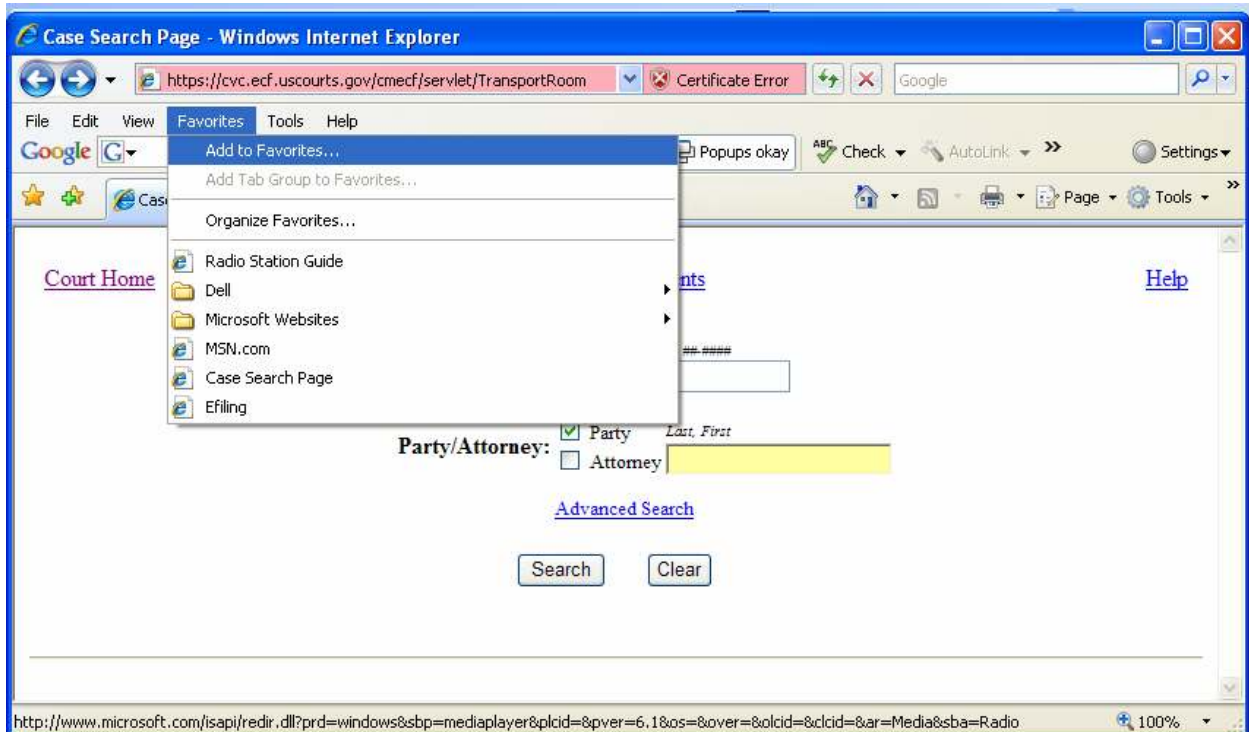 Case Search Page - Windows Internet Explorer
https://cvc.ecf.uscourts.gov/cmecf/servlet/TransportRoom Certificate Error Google
File Edit View Favorites Tools Help
Google G Popups okay ABC Check AutoLink >> Settings
Add to Favorites...
Add Tab Group to Favorites...
Cas Page Tools >>
Organize Favorites...
Radio Station Guide
Court Home nts Help
Dell
Microsoft Websites
MSN.com ##-####
Case Search Page
Efiling
Party/Attorney: Party Last, First
Attorney
Advanced Search
Search Clear
http://www.microsoft.com/isapi/redir.dll?prd=windows&sbp=mediaplayer&plcid=&pver=6.1&os=&over=&olcid=&clcid=&ar=Media&sba=Radio 100%